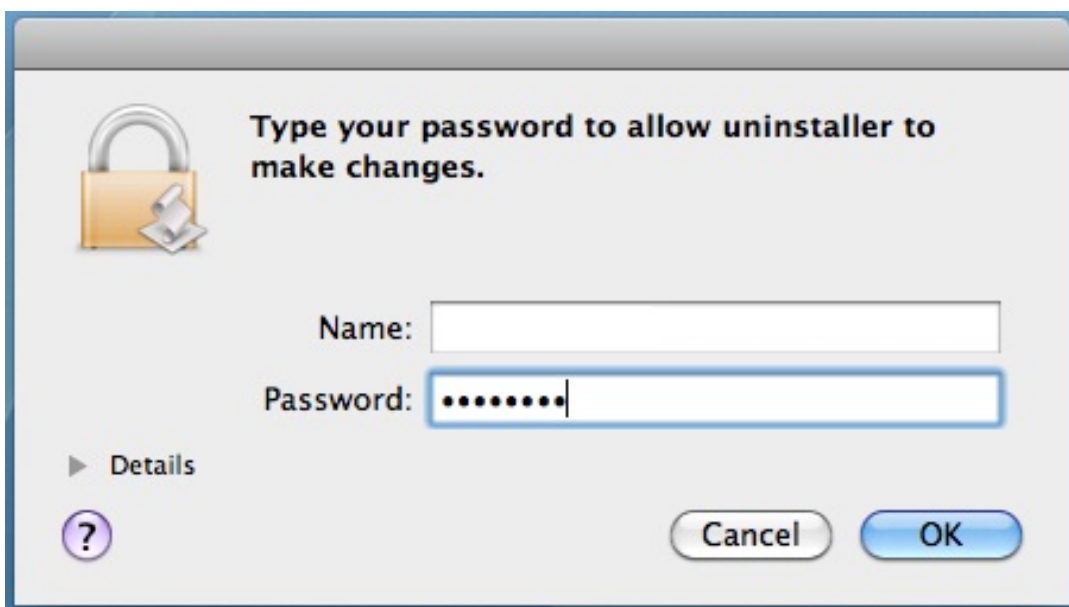 Type your password to allow uninstaller to
make changes.
Name:
Password: ••••••••
Details
?
Cancel
OK